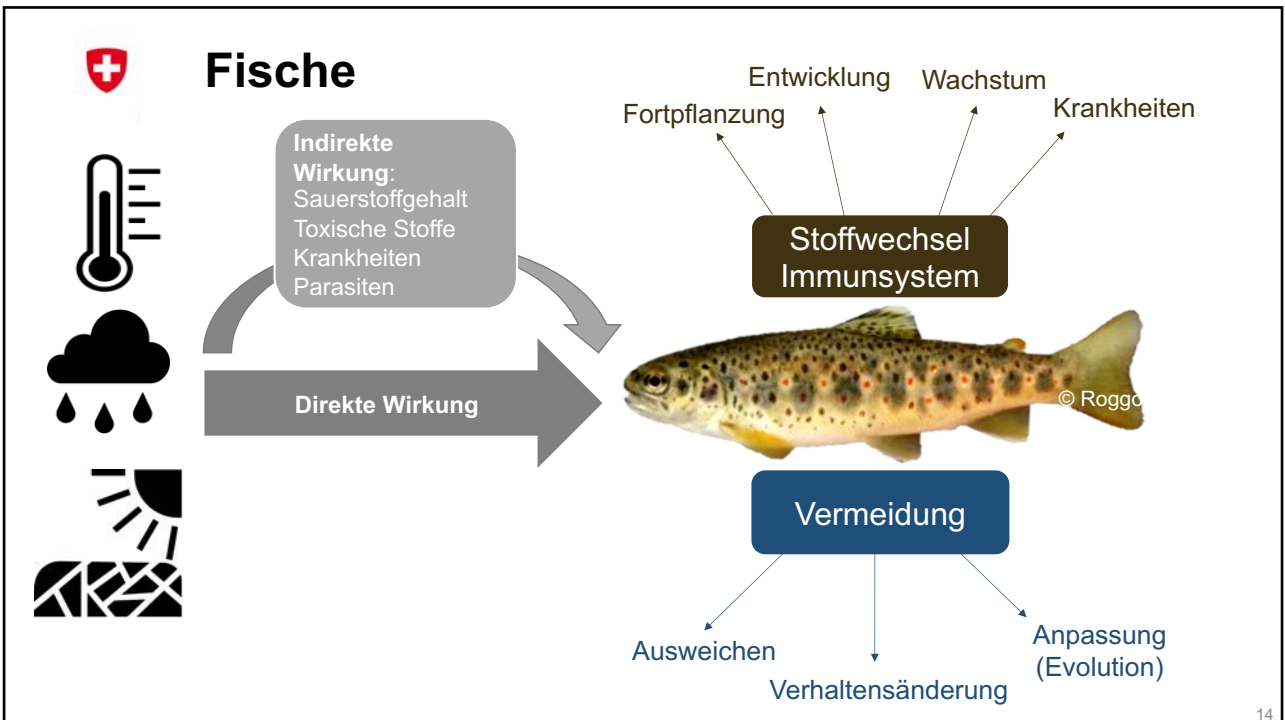 Fische
Indirekte
Wirkung:
Sauerstoffgehalt
Toxische Stoffe
Krankheiten
Parasiten
Direkte Wirkung
Fortpflanzung
Entwicklung
Wachstum
Krankheiten
Stoffwechsel
Immunsystem
© Roggo
Vermeidung
Ausweichen
Verhaltensänderung
Anpassung
(Evolution)
14